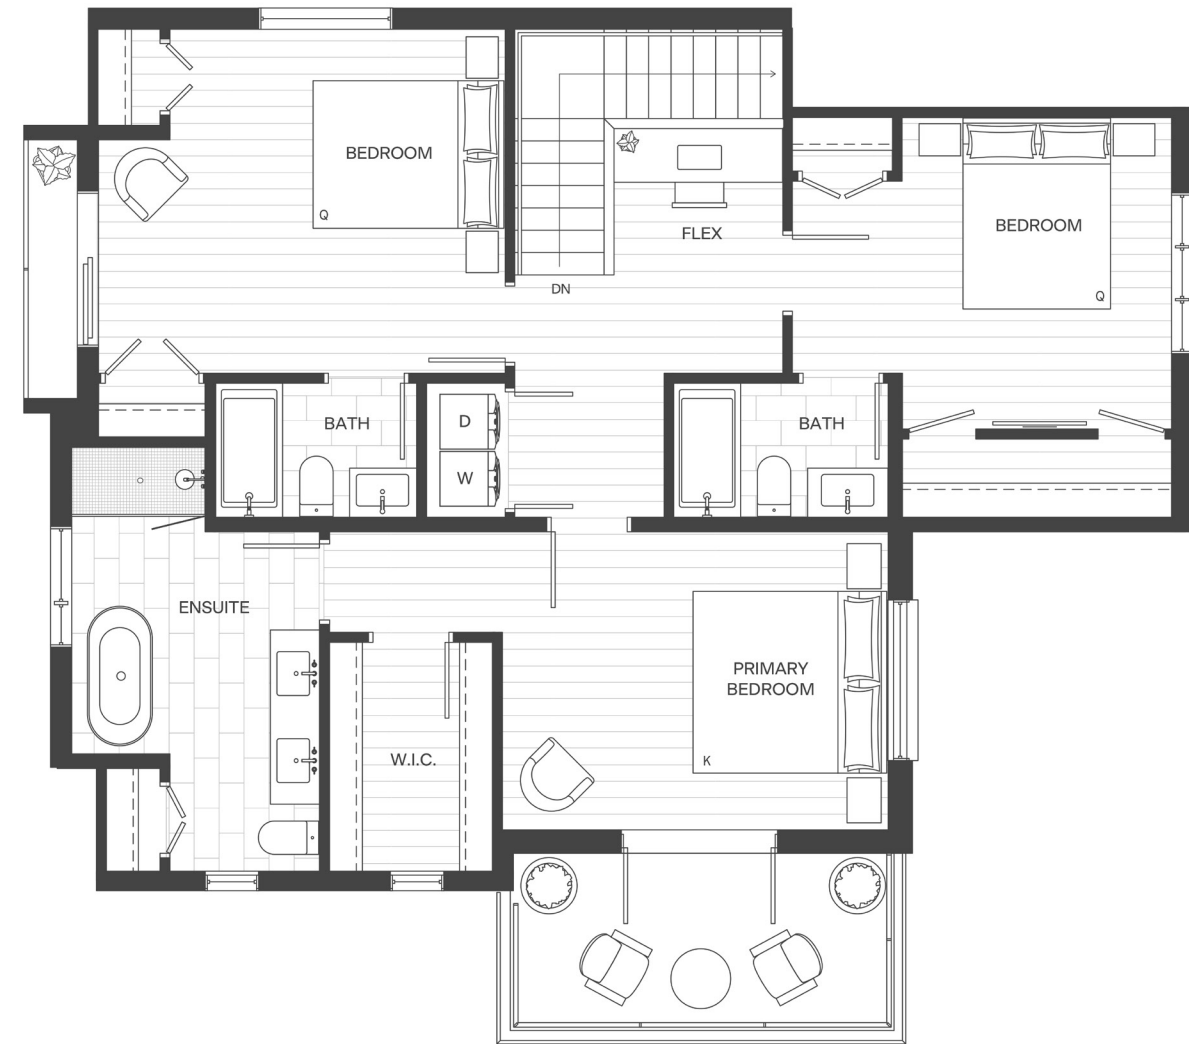 BEDROOM
Q
FLEX
DN
BEDROOM
Q
BATH
D
W
BATH
ENSUITE
PRIMARY
BEDROOM
K
W.I.C.